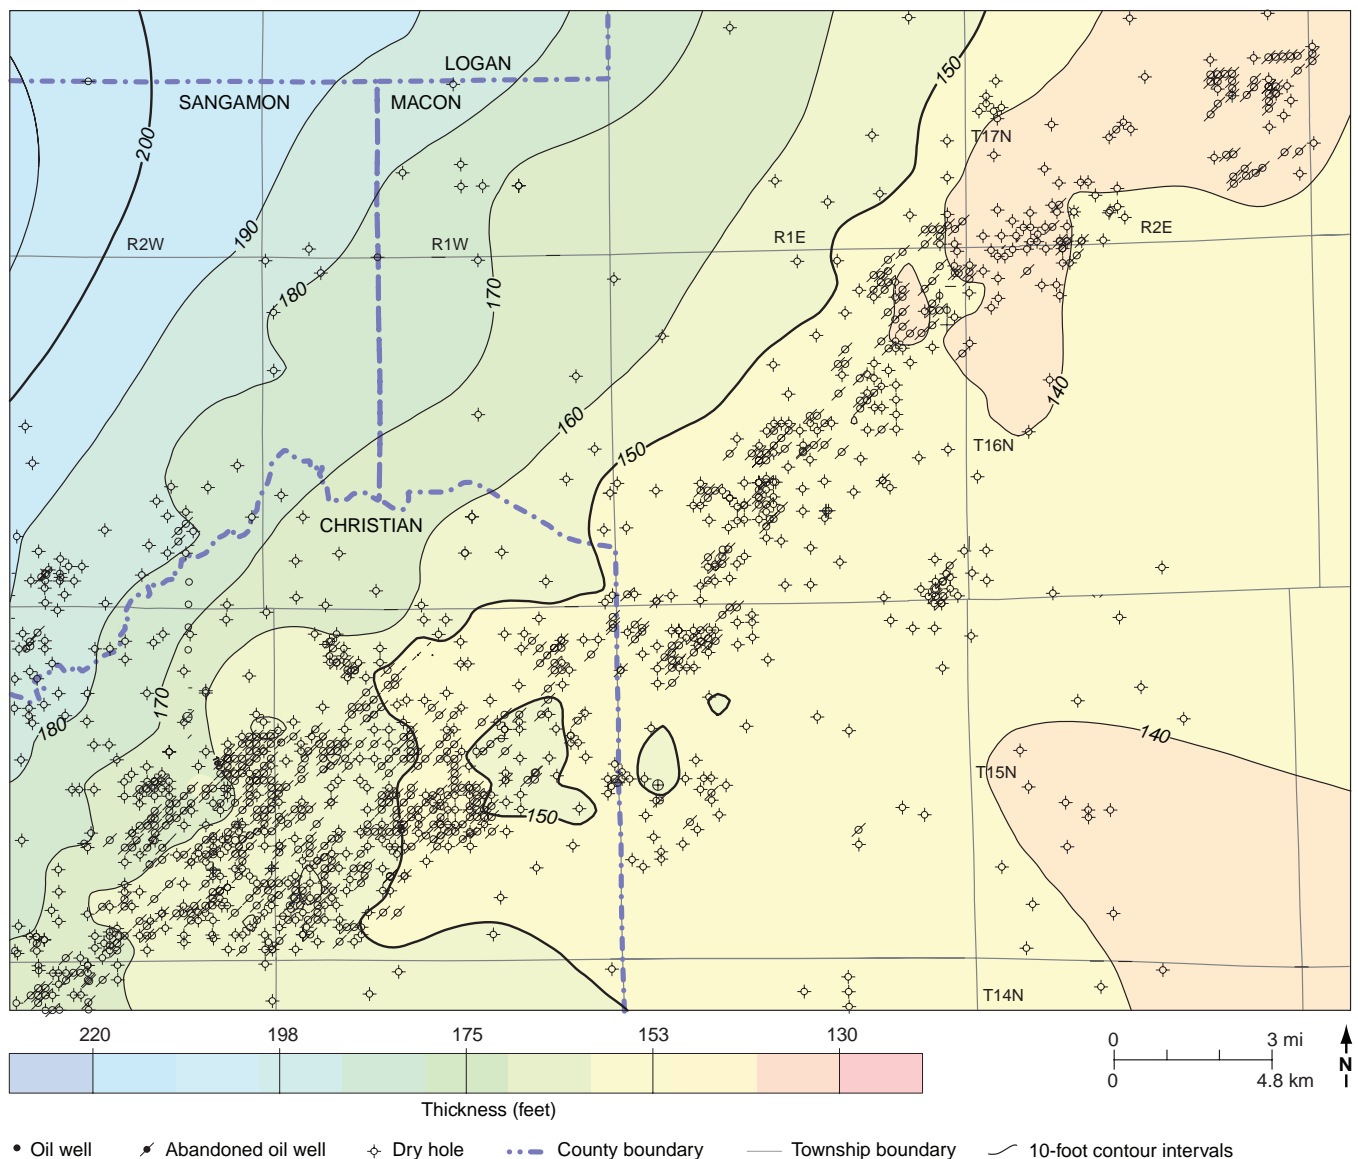 LOGAN
SANGAMON
MACON
150
200
T17N
R2W
190
R1W
R1E
R2E
180
170
160
150
140
T16N
CHRISTIAN
170
180
140
T15N
150
T14N
220 198 175 153 130
Thickness (feet)
0 3 mi
0 4.8 km
N
Oil well Abandoned oil well Dry hole County boundary Township boundary 10-foot contour intervals